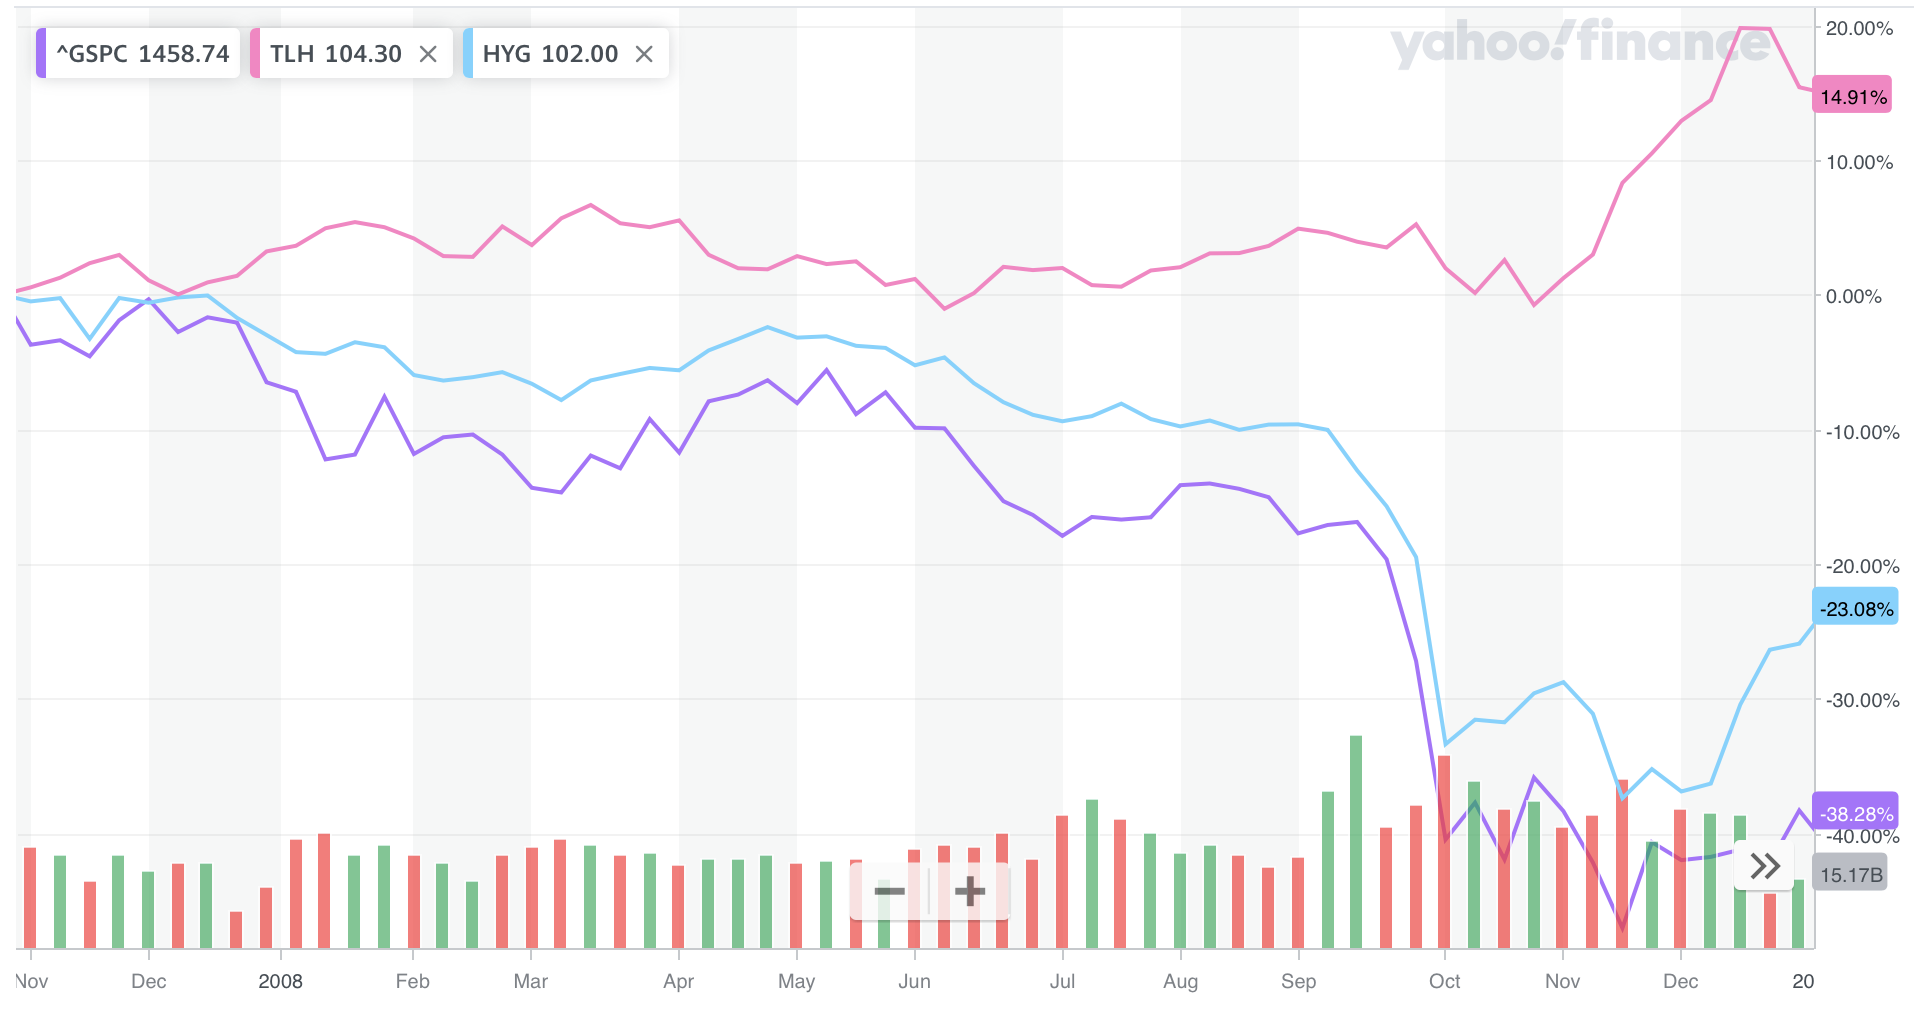 ^GSPC 1458.74
TLH 104.30 ×
HYG 102.00 ×
yahoo!finance
20.00%
14.91%
10.00%
0.00%
-10.00%
-20.00%
-23.08%
-30.00%
-38.28%
-40.00%
15.17B
Nov Dec 2008 Feb Mar Apr May Jun Jul Aug Sep Oct Nov Dec 20